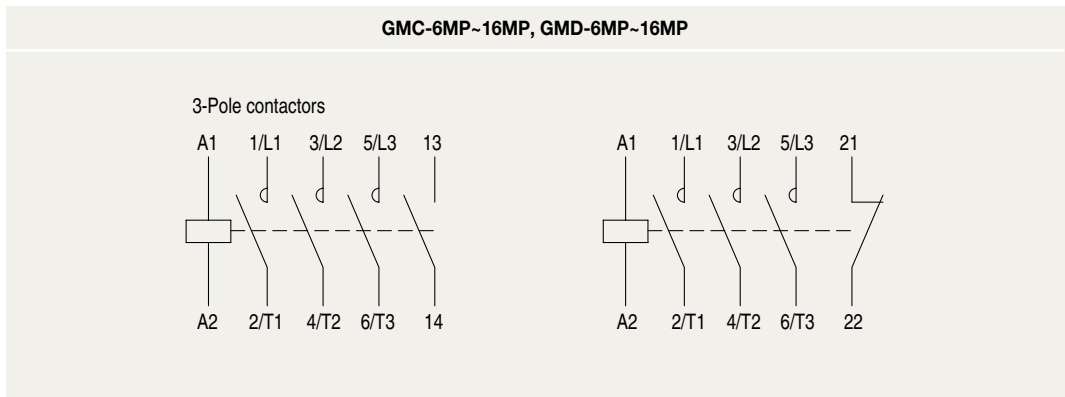 GMC-6MP~16MP, GMD-6MP~16MP
3-Pole contactors
A1 1/L1 3/L2 5/L3 13
A2 2/T1 4/T2 6/T3 14
A1 1/L1 3/L2 5/L3 21
A2 2/T1 4/T2 6/T3 22